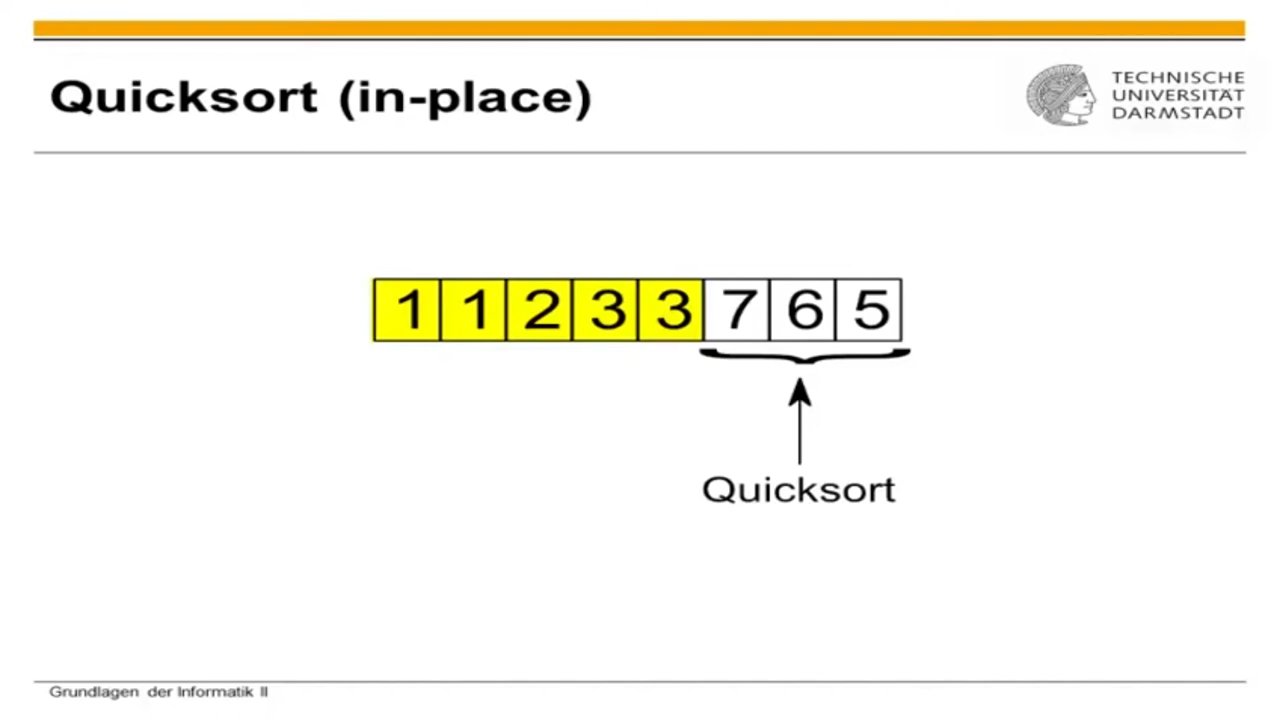 Quicksort (in-place)
TECHNISCHE
UNIVERSITÄT
DARMSTADT
1 1 2 3 3 7 6 5
Quicksort
Grundlagen der Informatik II